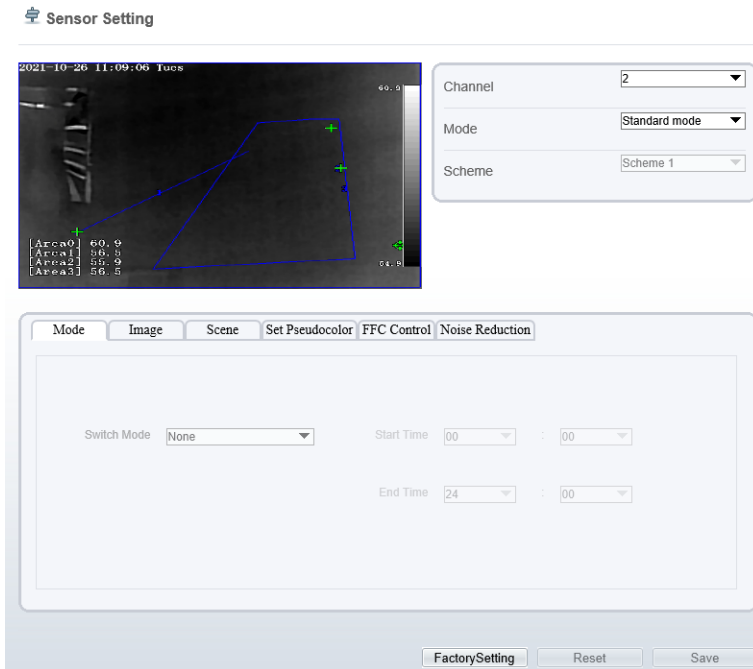 Sensor Setting
2021-10-26 11:09:06 Tues
60.9
[Area0] 60.9
[Area1] 56.5
[Area2] 55.9
[Area3] 56.5
54.9
Channel 2
Mode Standard mode
Scheme Scheme 1
Mode Image Scene Set Pseudocolor FFC Control Noise Reduction
Switch Mode None Start Time 00 : 00
End Time 24 : 00
FactorySetting Reset Save